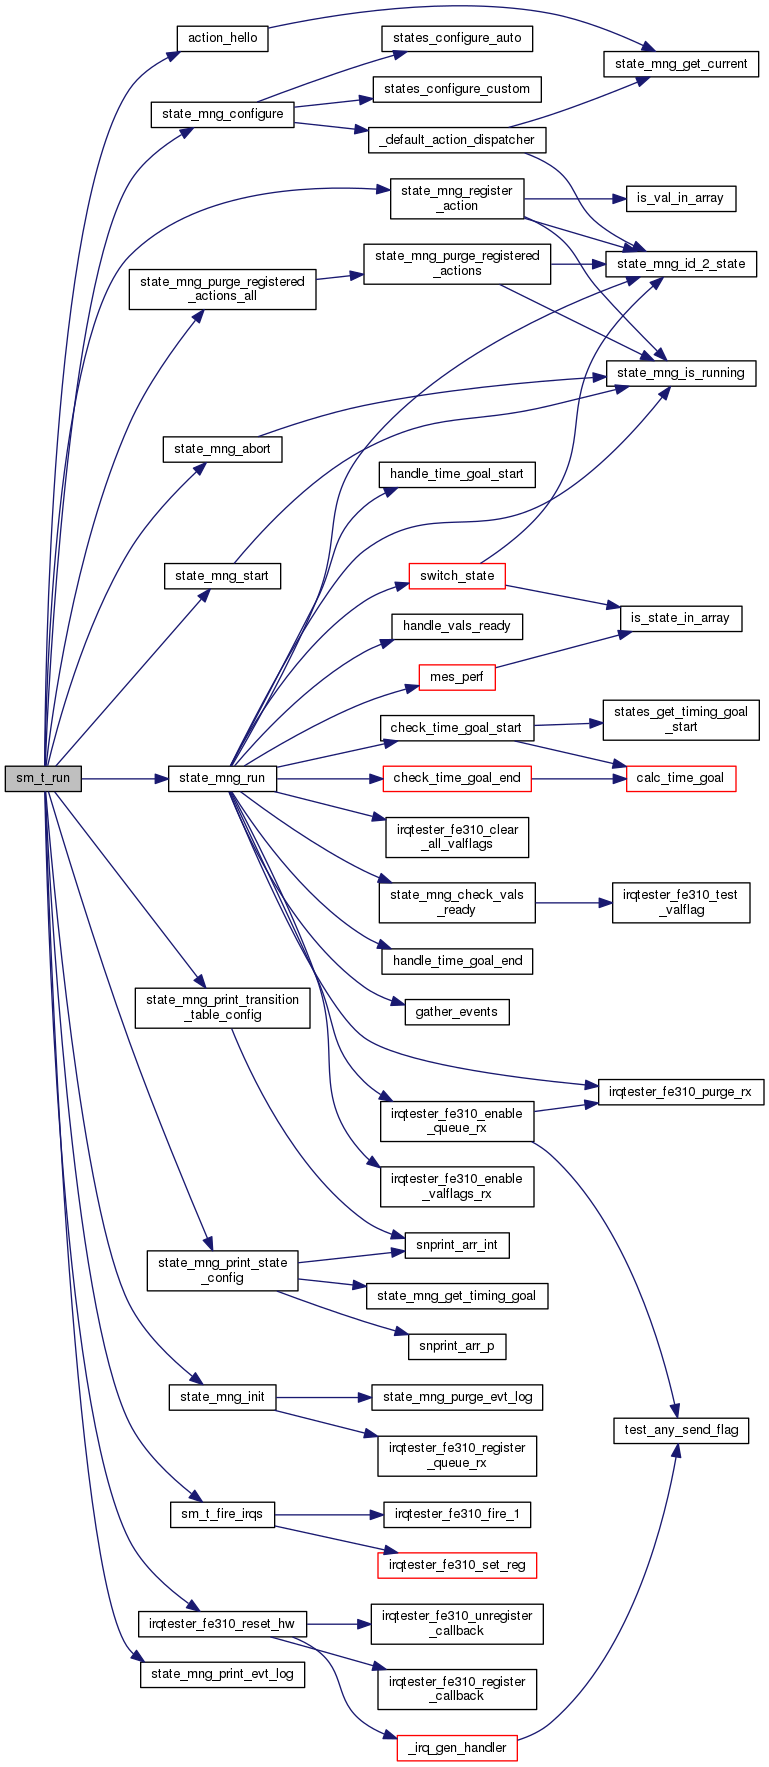 action_hello
states_configure_auto
state_mng_get_current
states_configure_custom
state_mng_configure
_default_action_dispatcher
state_mng_register
_action
is_val_in_array
state_mng_purge_registered
_actions
state_mng_id_2_state
state_mng_purge_registered
_actions_all
state_mng_is_running
state_mng_abort
handle_time_goal_start
state_mng_start
switch_state
is_state_in_array
handle_vals_ready
mes_perf
states_get_timing_goal
_start
check_time_goal_start
sm_t_run
state_mng_run
check_time_goal_end
calc_time_goal
irqtester_fe310_clear
_all_valflags
state_mng_check_vals
_ready
irqtester_fe310_test
_valflag
handle_time_goal_end
state_mng_print_transition
_table_config
gather_events
irqtester_fe310_purge_rx
irqtester_fe310_enable
_queue_rx
irqtester_fe310_enable
_valflags_rx
snprint_arr_int
state_mng_print_state
_config
state_mng_get_timing_goal
snprint_arr_p
state_mng_init
state_mng_purge_evt_log
test_any_send_flag
irqtester_fe310_register
_queue_rx
sm_t_fire_irqs
irqtester_fe310_fire_1
irqtester_fe310_set_reg
irqtester_fe310_reset_hw
irqtester_fe310_unregister
_callback
state_mng_print_evt_log
irqtester_fe310_register
_callback
_irq_gen_handler